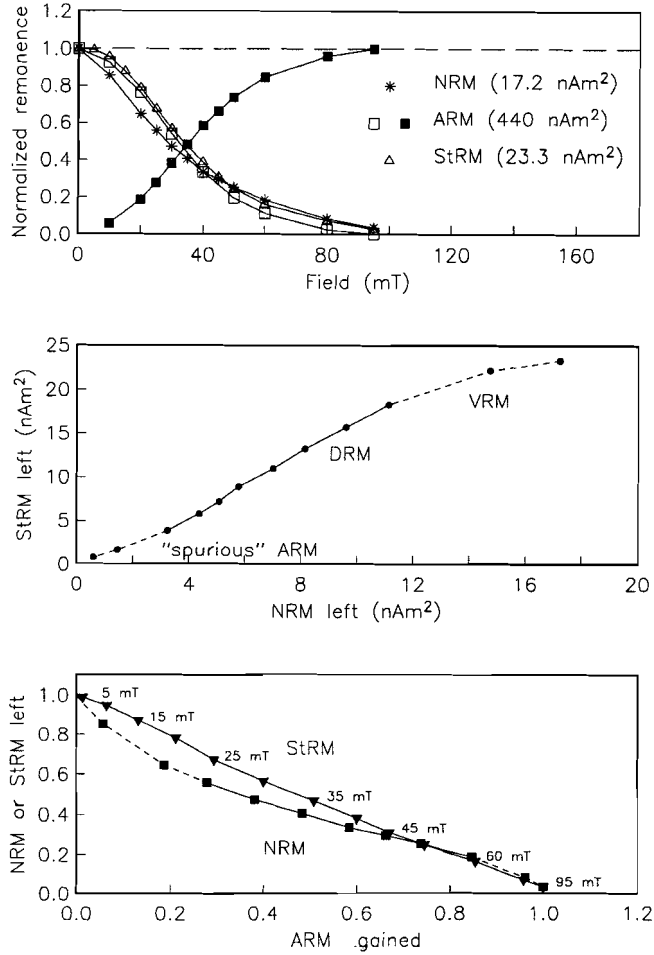 Normalized remonence
1.0
0.8
0.6
0.4
0.2
0.0
NRM (17.2 nAm²)
ARM (440 nAm²)
StRM (23.3 nAm²)
0 40 80 120 160
Field (mT)
StRM left (nAm²)
25
20
15
10
5
0
VRM
DRM
"spurious" ARM
0 4 8 12 16 20
NRM left (nAm²)
NRM or StRM left
1.0
0.8
0.6
0.4
0.2
0.0
5 mT
15 mT
25 mT
StRM
35 mT
45 mT
NRM
60 mT
95 mT
0.0 0.2 0.4 0.6 0.8 1.0 1.2
ARM .gained